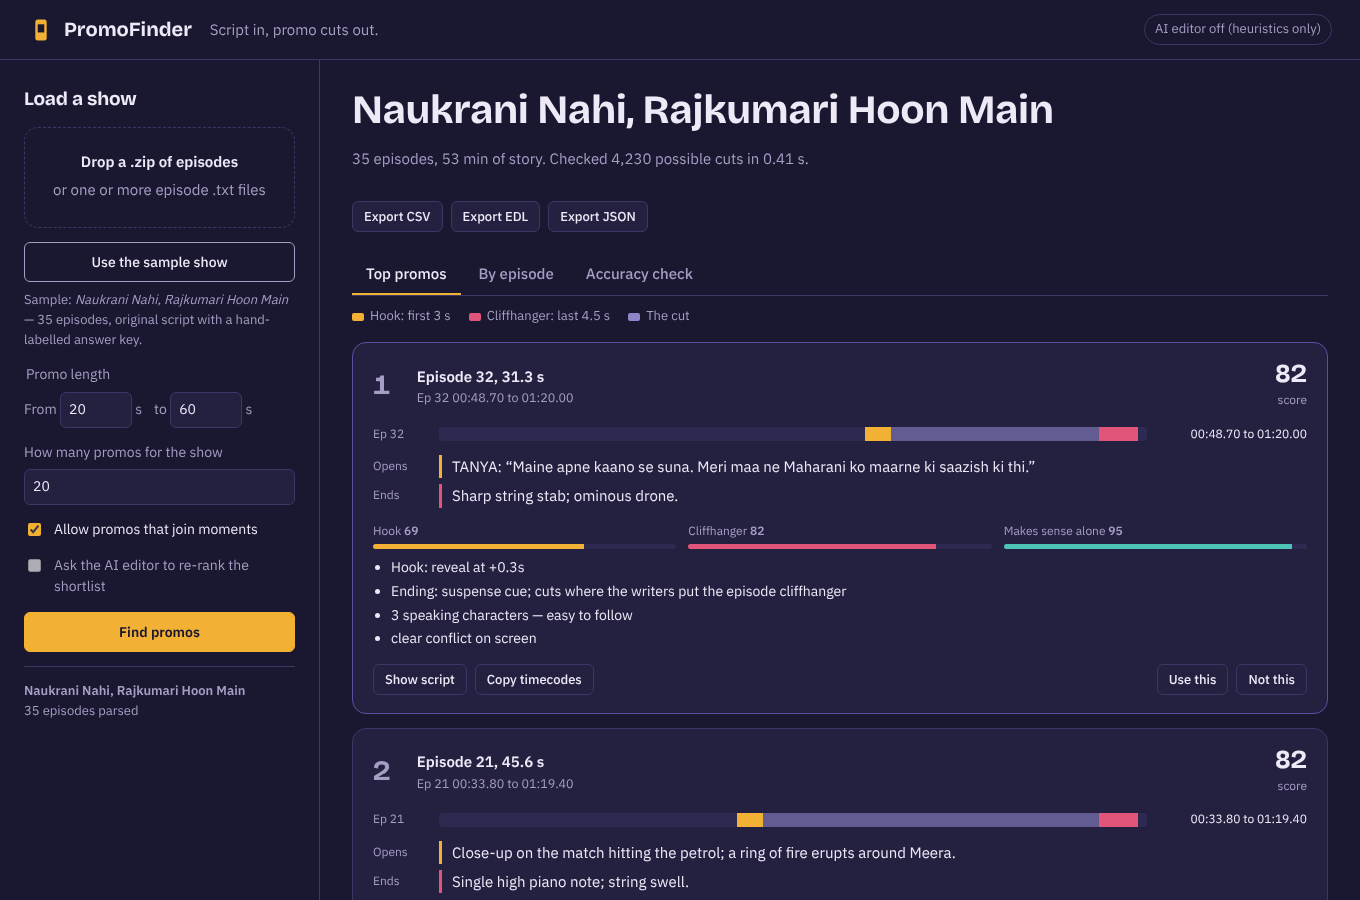 PromoFinder Script in, promo cuts out.
AI editor off (heuristics only)
Load a show
Drop a .zip of episodes
or one or more episode .txt files
Use the sample show
Sample: Naukrani Nahi, Rajkumari Hoon Main
— 35 episodes, original script with a hand-
labelled answer key.
Promo length
From 20 s to 60 s
How many promos for the show
20
Allow promos that join moments
Ask the AI editor to re-rank the
shortlist
Find promos
Naukrani Nahi, Rajkumari Hoon Main
35 episodes parsed
Naukrani Nahi, Rajkumari Hoon Main
35 episodes, 53 min of story. Checked 4,230 possible cuts in 0.41 s.
Export CSV Export EDL Export JSON
Top promos By episode Accuracy check
Hook: first 3 s Cliffhanger: last 4.5 s The cut
1
Episode 32, 31.3 s
Ep 32 00:48.70 to 01:20.00
82
score
Ep 32 00:48.70 to 01:20.00
Opens TANYA: “Maine apne kaano se suna. Meri maa ne Maharani ko maarne ki saazish ki thi.”
Ends Sharp string stab; ominous drone.
Hook 69 Cliffhanger 82 Makes sense alone 95
• Hook: reveal at +0.3s
• Ending: suspense cue; cuts where the writers put the episode cliffhanger
• 3 speaking characters — easy to follow
• clear conflict on screen
Show script Copy timecodes Use this Not this
2
Episode 21, 45.6 s
Ep 21 00:33.80 to 01:19.40
82
score
Ep 21 00:33.80 to 01:19.40
Opens Close-up on the match hitting the petrol; a ring of fire erupts around Meera.
Ends Single high piano note; string swell.